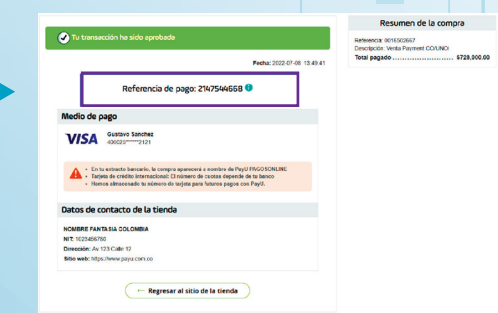 Tu transacción ha sido aprobada
Fecha: 2022-07-06 13:49:41
Referencia de pago: 2147544668
Medio de pago
VISA
Gustavo Sanchez
400023******2121
En tu extracto bancario, la compra aparecerá a nombre de PayU PAGOSONLINE
Tarjeta de crédito internacional: El número de cuotas depende de tu banco
Hemos almacenado tu número de tarjeta para futuros pagos con PayU.
Datos de contacto de la tienda
NOMBRE FANTASIA COLOMBIA
NIT: 1023456780
Dirección: Av 123 Calle 12
Sitio web: https://www.payu.com.co
← Regresar al sitio de la tienda
Resumen de la compra
Referencia: 0016502667
Descripción: Venta Payment CO/UNOi
Total pagado ........................ $729,000.00